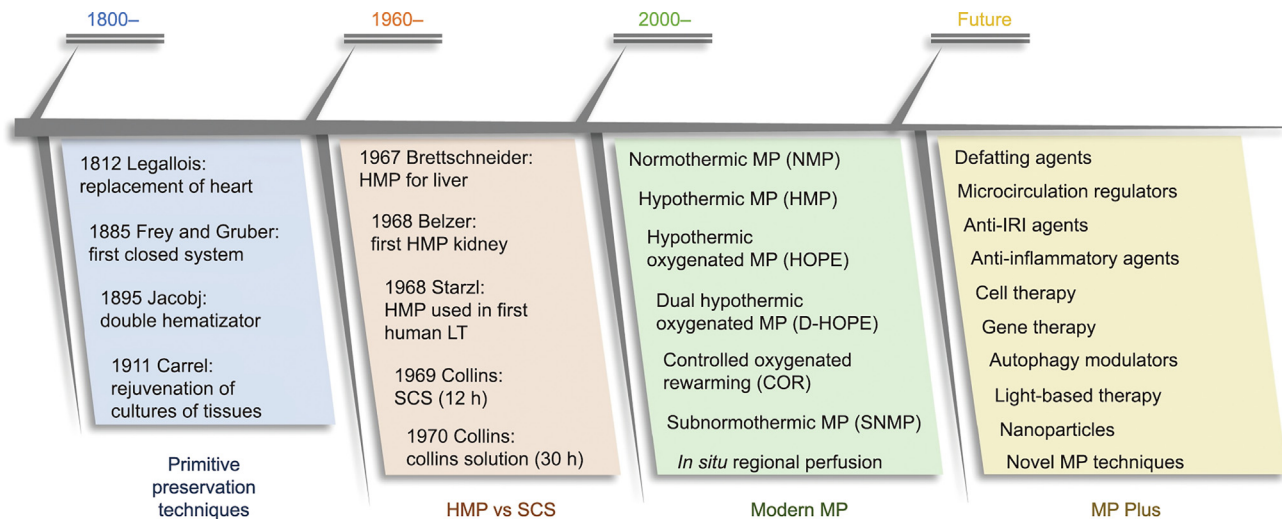 1800–
1960–
2000–
Future
1812 Legallois:
replacement of heart
1885 Frey and Gruber:
first closed system
1895 Jacobj:
double hematizator
1911 Carrel:
rejuvenation of
cultures of tissues
Primitive
preservation
techniques
1967 Brettschneider:
HMP for liver
1968 Belzer:
first HMP kidney
1968 Starzl:
HMP used in first
human LT
1969 Collins:
SCS (12 h)
1970 Collins:
collins solution (30 h)
HMP vs SCS
Normothermic MP (NMP)
Hypothermic MP (HMP)
Hypothermic
oxygenated MP (HOPE)
Dual hypothermic
oxygenated MP (D-HOPE)
Controlled oxygenated
rewarming (COR)
Subnormothermic MP (SNMP)
In situ regional perfusion
Modern MP
Defatting agents
Microcirculation regulators
Anti-IRI agents
Anti-inflammatory agents
Cell therapy
Gene therapy
Autophagy modulators
Light-based therapy
Nanoparticles
Novel MP techniques
MP Plus